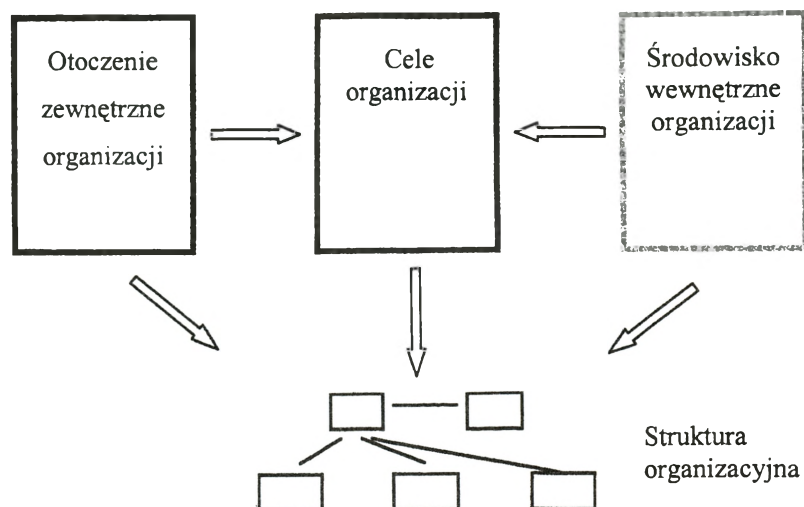 Otoczenie
zewnętrzne
organizacji
Cele
organizacji
Środowisko
wewnętrzne
organizacji
Struktura
organizacyjna